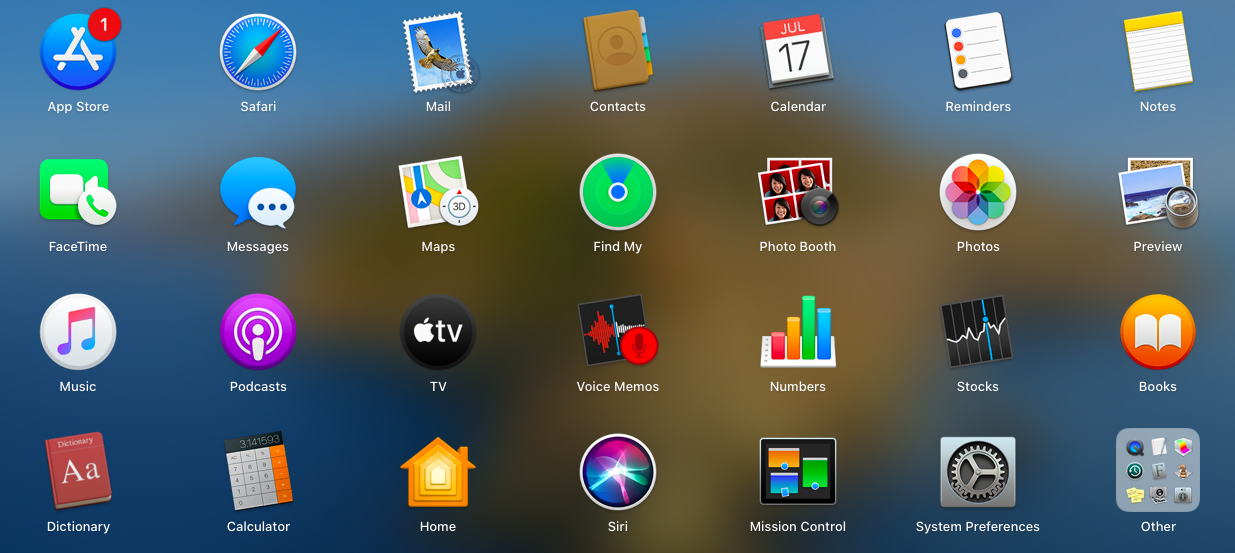 1
App Store
Safari
Mail
Contacts
JUL
17
Calendar
Reminders
Notes
FaceTime
Messages
3D
Maps
Find My
Photo Booth
Photos
Preview
Music
Podcasts
tv
TV
Voice Memos
Numbers
Stocks
Books
Dictionary
Aa
Dictionary
3.141593
Calculator
Home
Siri
Mission Control
System Preferences
Other